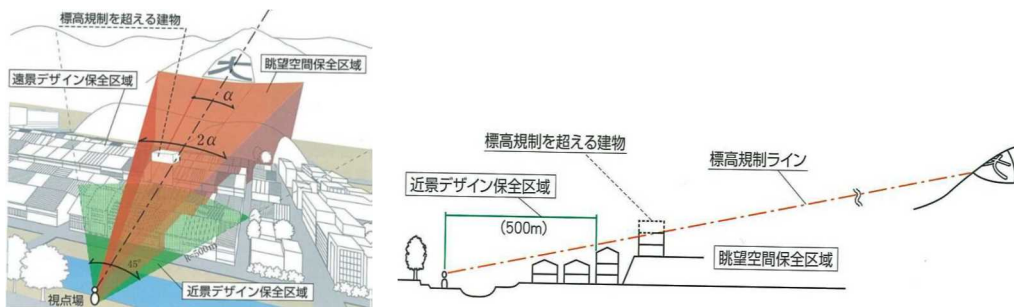 標高規制を超える建物
眺望空間保全区域
遠景デザイン保全区域
大
α
2α
R=500m
45°
視点場
近景デザイン保全区域
標高規制を超える建物
標高規制ライン
近景デザイン保全区域
(500m)
眺望空間保全区域